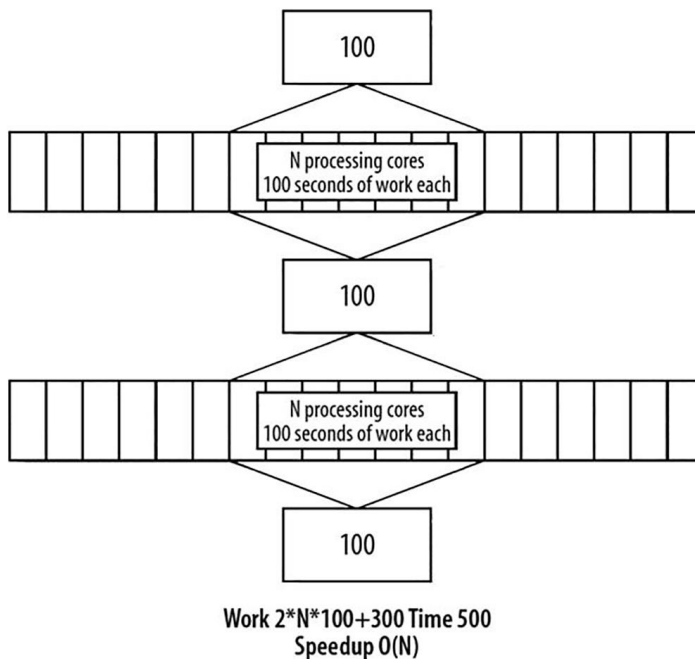 100
N processing cores
100 seconds of work each
100
N processing cores
100 seconds of work each
100
Work 2*N*100+300 Time 500
Speedup O(N)